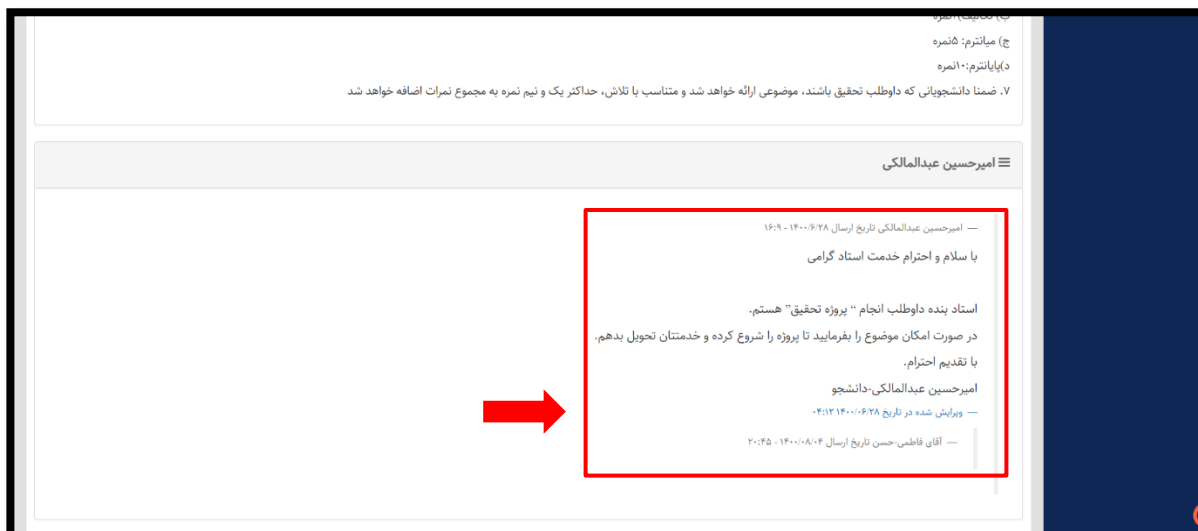 ب) تکالیف: ۳نمره
ج) میانترم: ۵نمره
د)پایانترم:۱۰نمره
۷. ضمنا دانشجویانی که داوطلب تحقیق باشند، موضوعی ارائه خواهد شد و متناسب با تلاش، حداکثر یک و نیم نمره به مجموع نمرات اضافه خواهد شد
امیرحسین عبدالمالکی
— امیرحسین عبدالمالکی تاریخ ارسال ۱۴۰۰/۶/۲۸ - ۱۶:۹
با سلام و احترام خدمت استاد گرامی
استاد بنده داوطلب انجام “ پروژه تحقیق” هستم.
در صورت امکان موضوع را بفرمایید تا پروژه را شروع کرده و خدمتتان تحویل بدهم.
با تقدیم احترام.
امیرحسین عبدالمالکی-دانشجو
— ویرایش شده در تاریخ ۱۴۰۰/۰۶/۲۸ ۰۴:۱۲
— آقای فاطمی-حسن تاریخ ارسال ۱۴۰۰/۰۸/۰۴ - ۲۰:۴۵